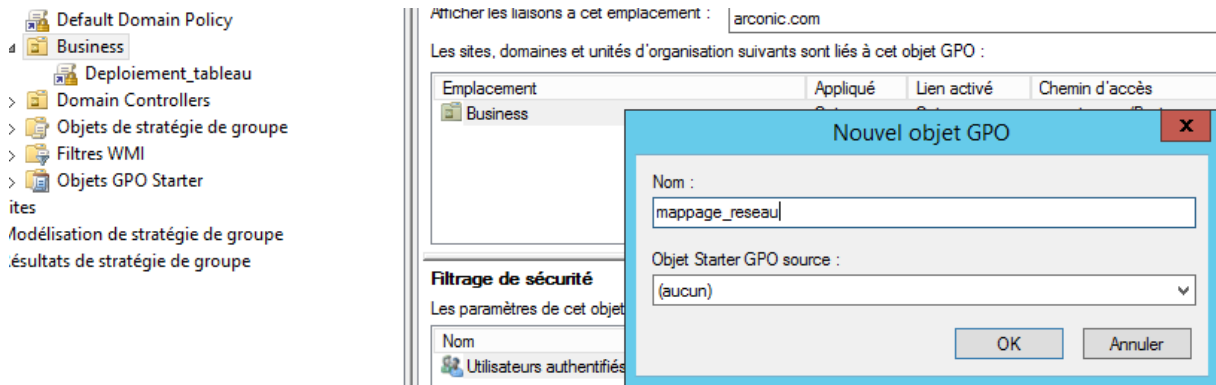 Default Domain Policy
Business
Deploiement_tableau
Domain Controllers
Objets de stratégie de groupe
Filtres WMI
Objets GPO Starter
ites
Modélisation de stratégie de groupe
ésultats de stratégie de groupe
Afficher les liaisons à cet emplacement :
arconic.com
Les sites, domaines et unités d'organisation suivants sont liés à cet objet GPO :
Emplacement Appliqué Lien activé Chemin d'accès
Business
Nouvel objet GPO
x
Nom :
mappage_reseau
Objet Starter GPO source :
(aucun)
OK Annuler
Filtrage de sécurité
Les paramètres de cet objet
Nom
Utilisateurs authentifiés